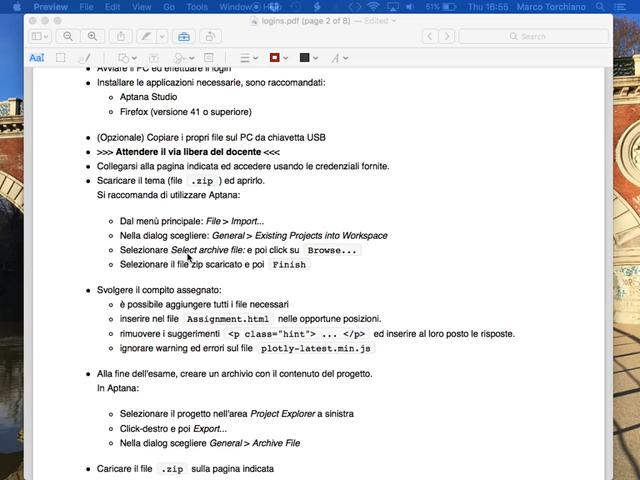 Preview File Edit View Go Tools Window 51% Marco Torchiano Thu 16:55
logins.pdf (page 2 of 8) — Edited
Search
Aa
A
Avviare il PC ed effettuare il login
Installare le applicazioni necessarie, sono raccomandati:
Aptana Studio
Firefox (versione 41 o superiore)
(Opzionale) Copiare i propri file sul PC da chiavetta USB
>>> Attendere il via libera del docente <<<
Collegarsi alla pagina indicata ed accedere usando le credenziali fornite.
Scaricare il tema (file .zip ) ed aprirlo.
Si raccomanda di utilizzare Aptana:
Dal menù principale: File > Import...
Nella dialog scegliere: General > Existing Projects into Workspace
Selezionare Select archive file: e poi click su Browse...
Selezionare il file zip scaricato e poi Finish
Svolgere il compito assegnato:
è possibile aggiungere tutti i file necessari
inserire nel file Assignment.html nelle opportune posizioni.
rimuovere i suggerimenti <p class="hint"> ... </p> ed inserire al loro posto le risposte.
ignorare warning ed errori sul file plotly-latest.min.js
Alla fine dell'esame, creare un archivio con il contenuto del progetto.
In Aptana:
Selezionare il progetto nell'area Project Explorer a sinistra
Click-destro e poi Export...
Nella dialog scegliere General > Archive File
Caricare il file .zip sulla pagina indicata